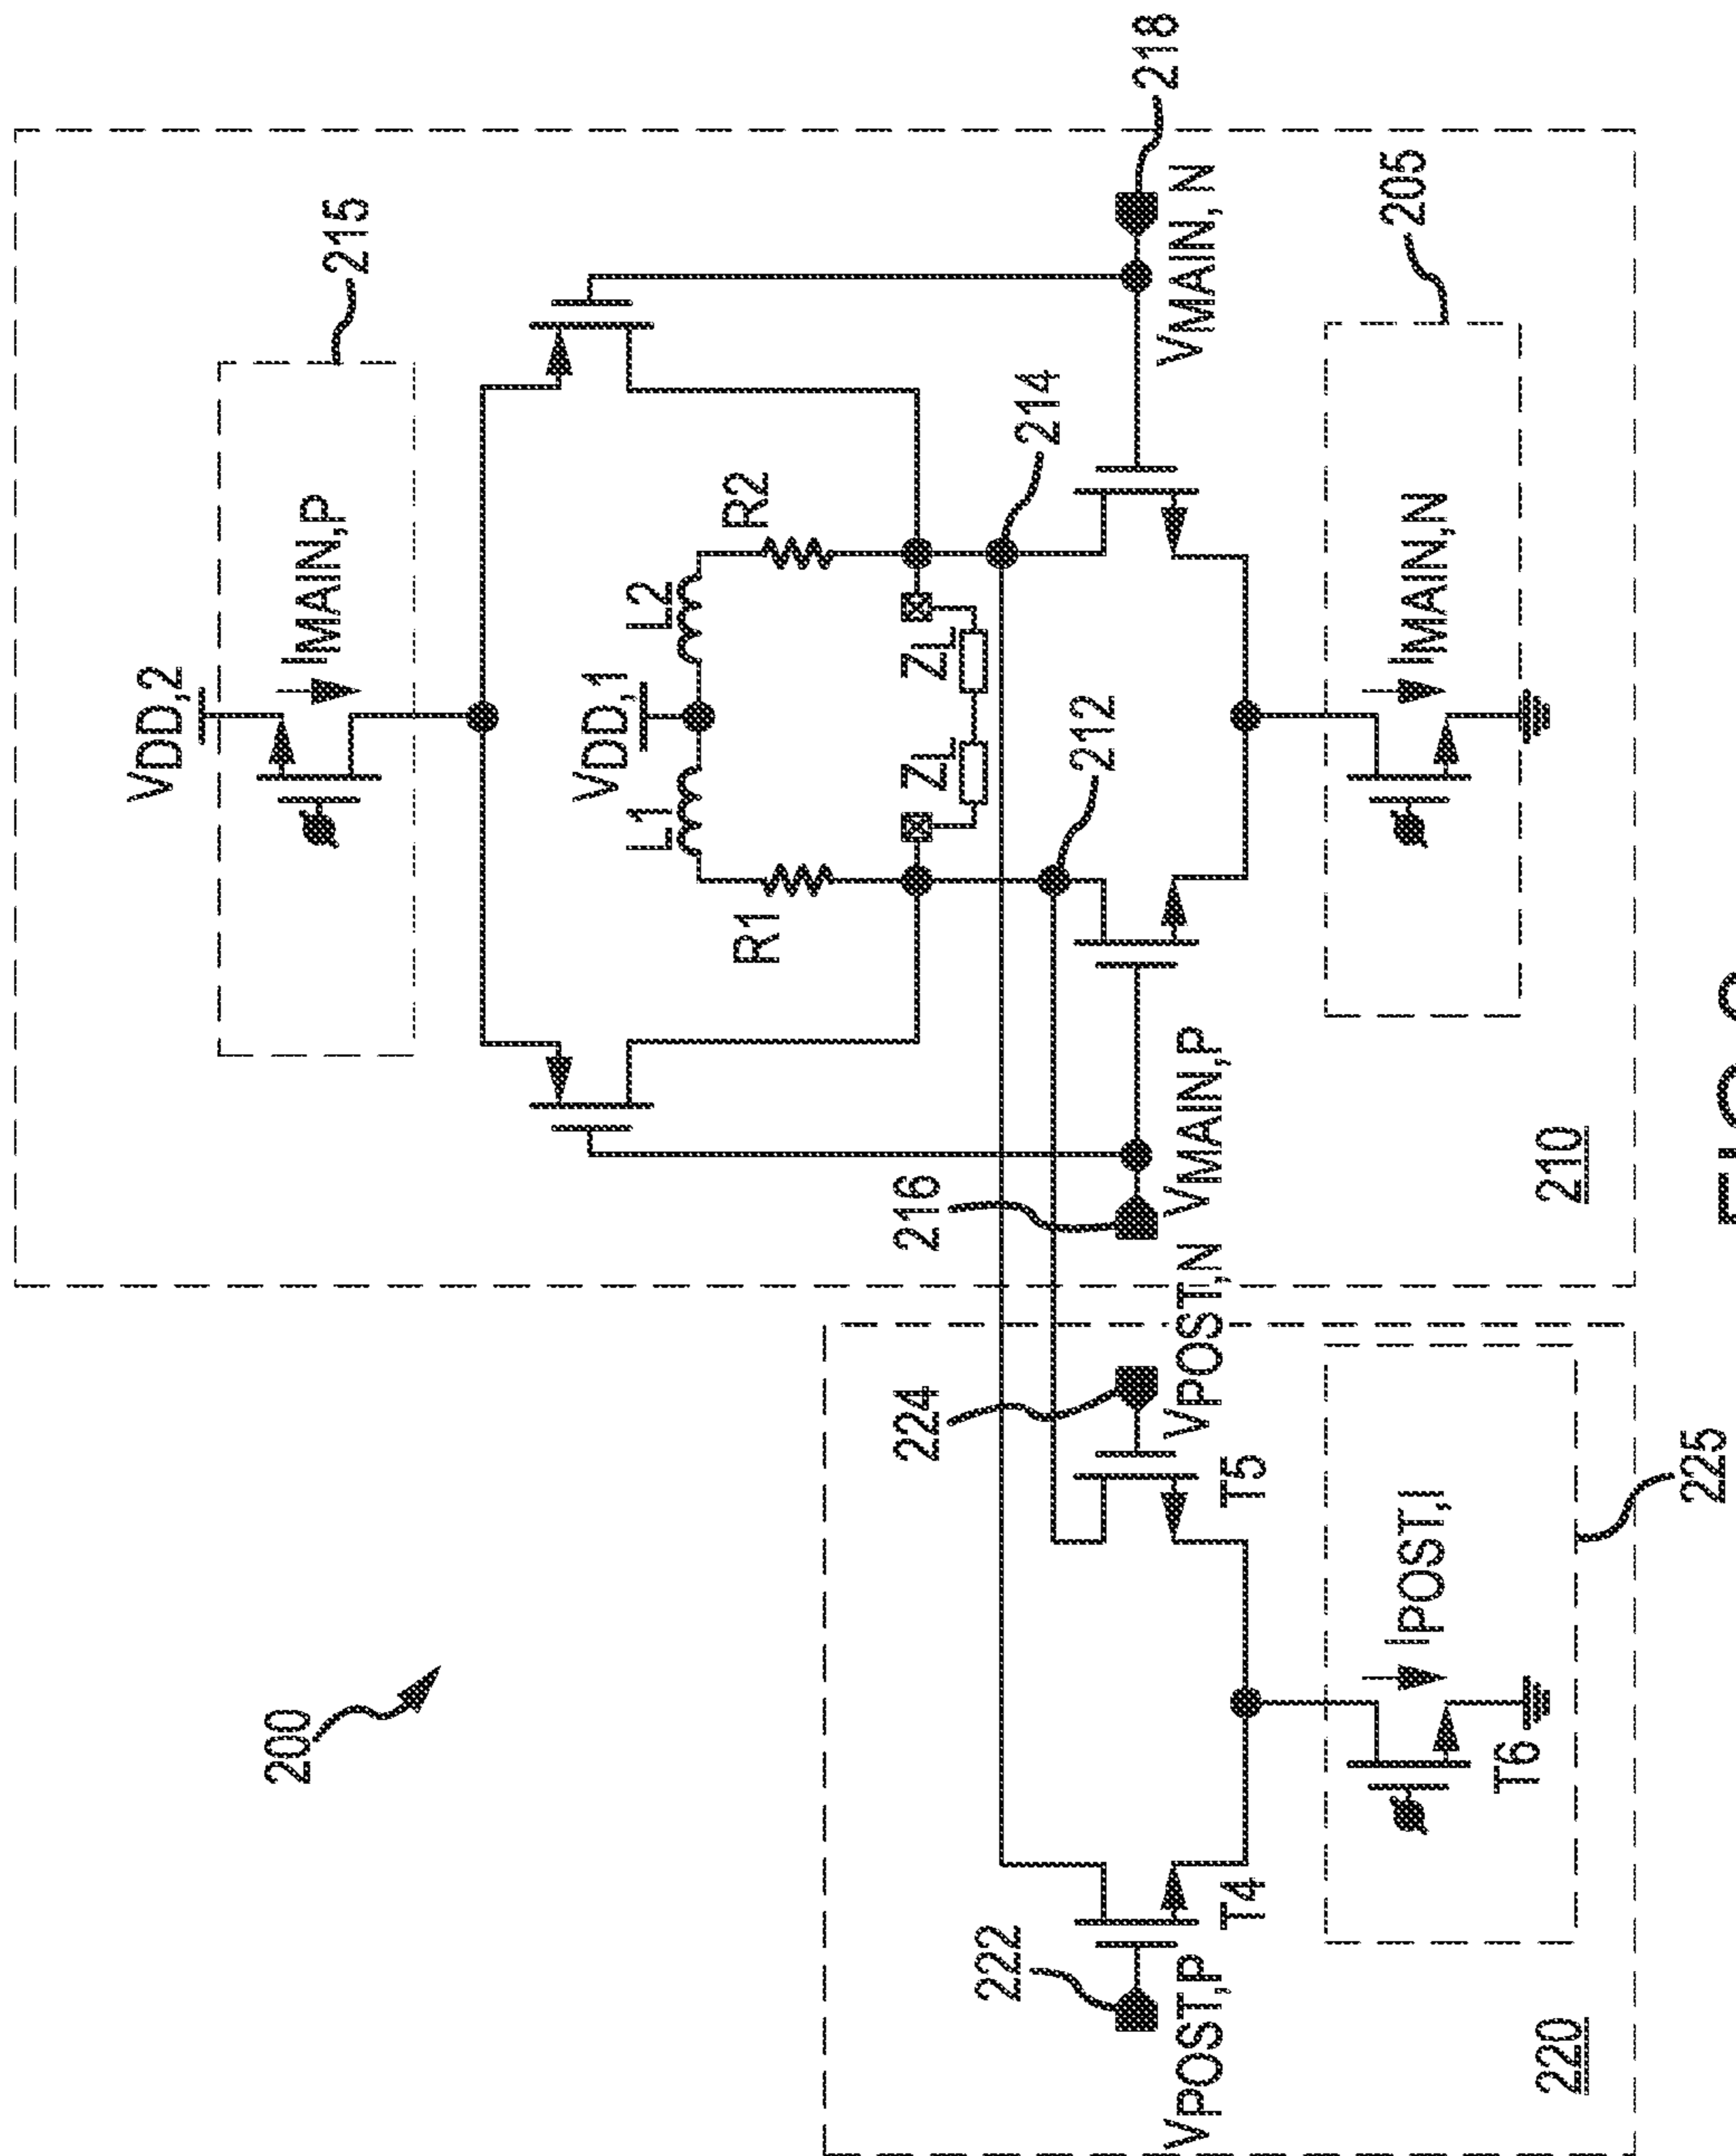 200
VDD,2
215
IMAIN,P
VDD,1
L1
L2
R1
R2
ZL
ZL
214
212
218
VMAIN,N
216
VMAIN,P
224
VPOST,N
222
VPOST,P
T4
T5
205
IMAIN,N
IPOST,I
T6
225
210
220